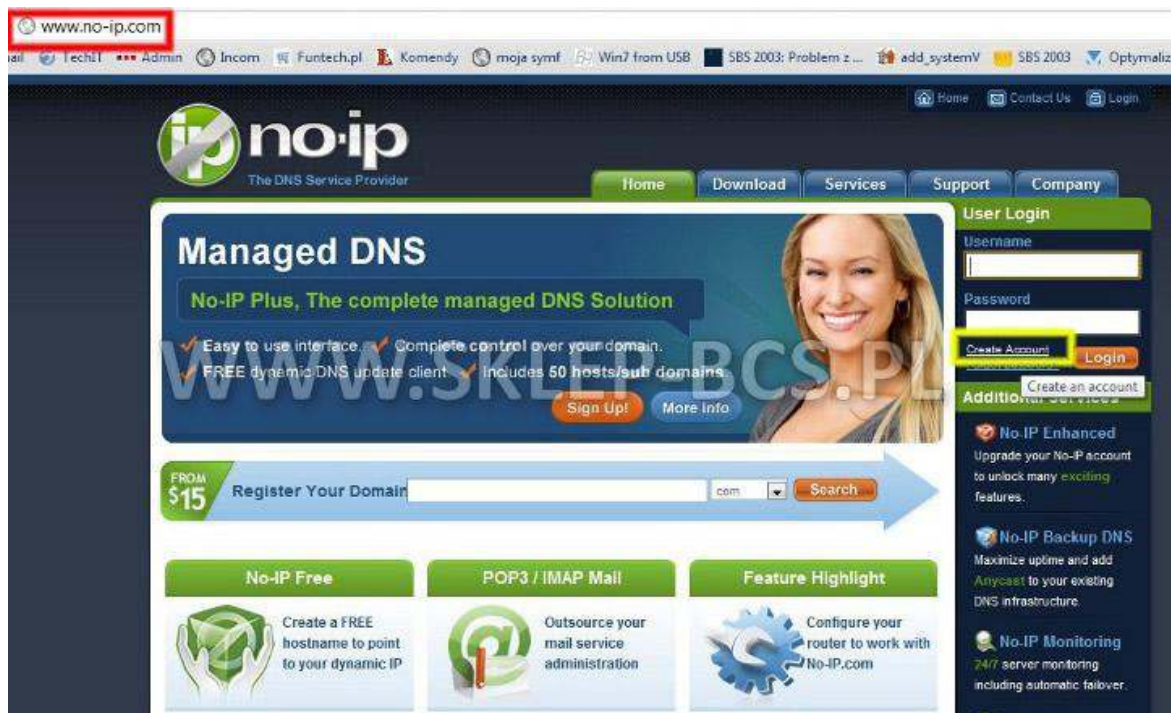 www.no-ip.com
TechIT Admin Incom Funtech.pl Komendy moja symf Win7 from USB SBS 2003: Problem z ... add_systemV SBS 2003 Optymaliz
Home Contact Us Login
ip no·ip
The DNS Service Provider
Home Download Services Support Company
Managed DNS
No-IP Plus, The complete managed DNS Solution
Easy to use interface. Complete control over your domain.
FREE dynamic DNS update client Includes 50 hosts/sub domains.
Sign Up! More Info
WWW.SKLEP-BCS.PL
User Login
Username
Password
Create Account
Login
Create an account
Additional Services
No-IP Enhanced
Upgrade your No-IP account
to unlock many exciting
features.
No-IP Backup DNS
Maximize uptime and add
Anycast to your existing
DNS infrastructure.
No-IP Monitoring
24/7 server monitoring
including automatic failover.
FROM
$15
Register Your Domain com Search
No-IP Free
Create a FREE
hostname to point
to your dynamic IP
POP3 / IMAP Mail
Outsource your
mail service
administration
Feature Highlight
Configure your
router to work with
No-IP.com